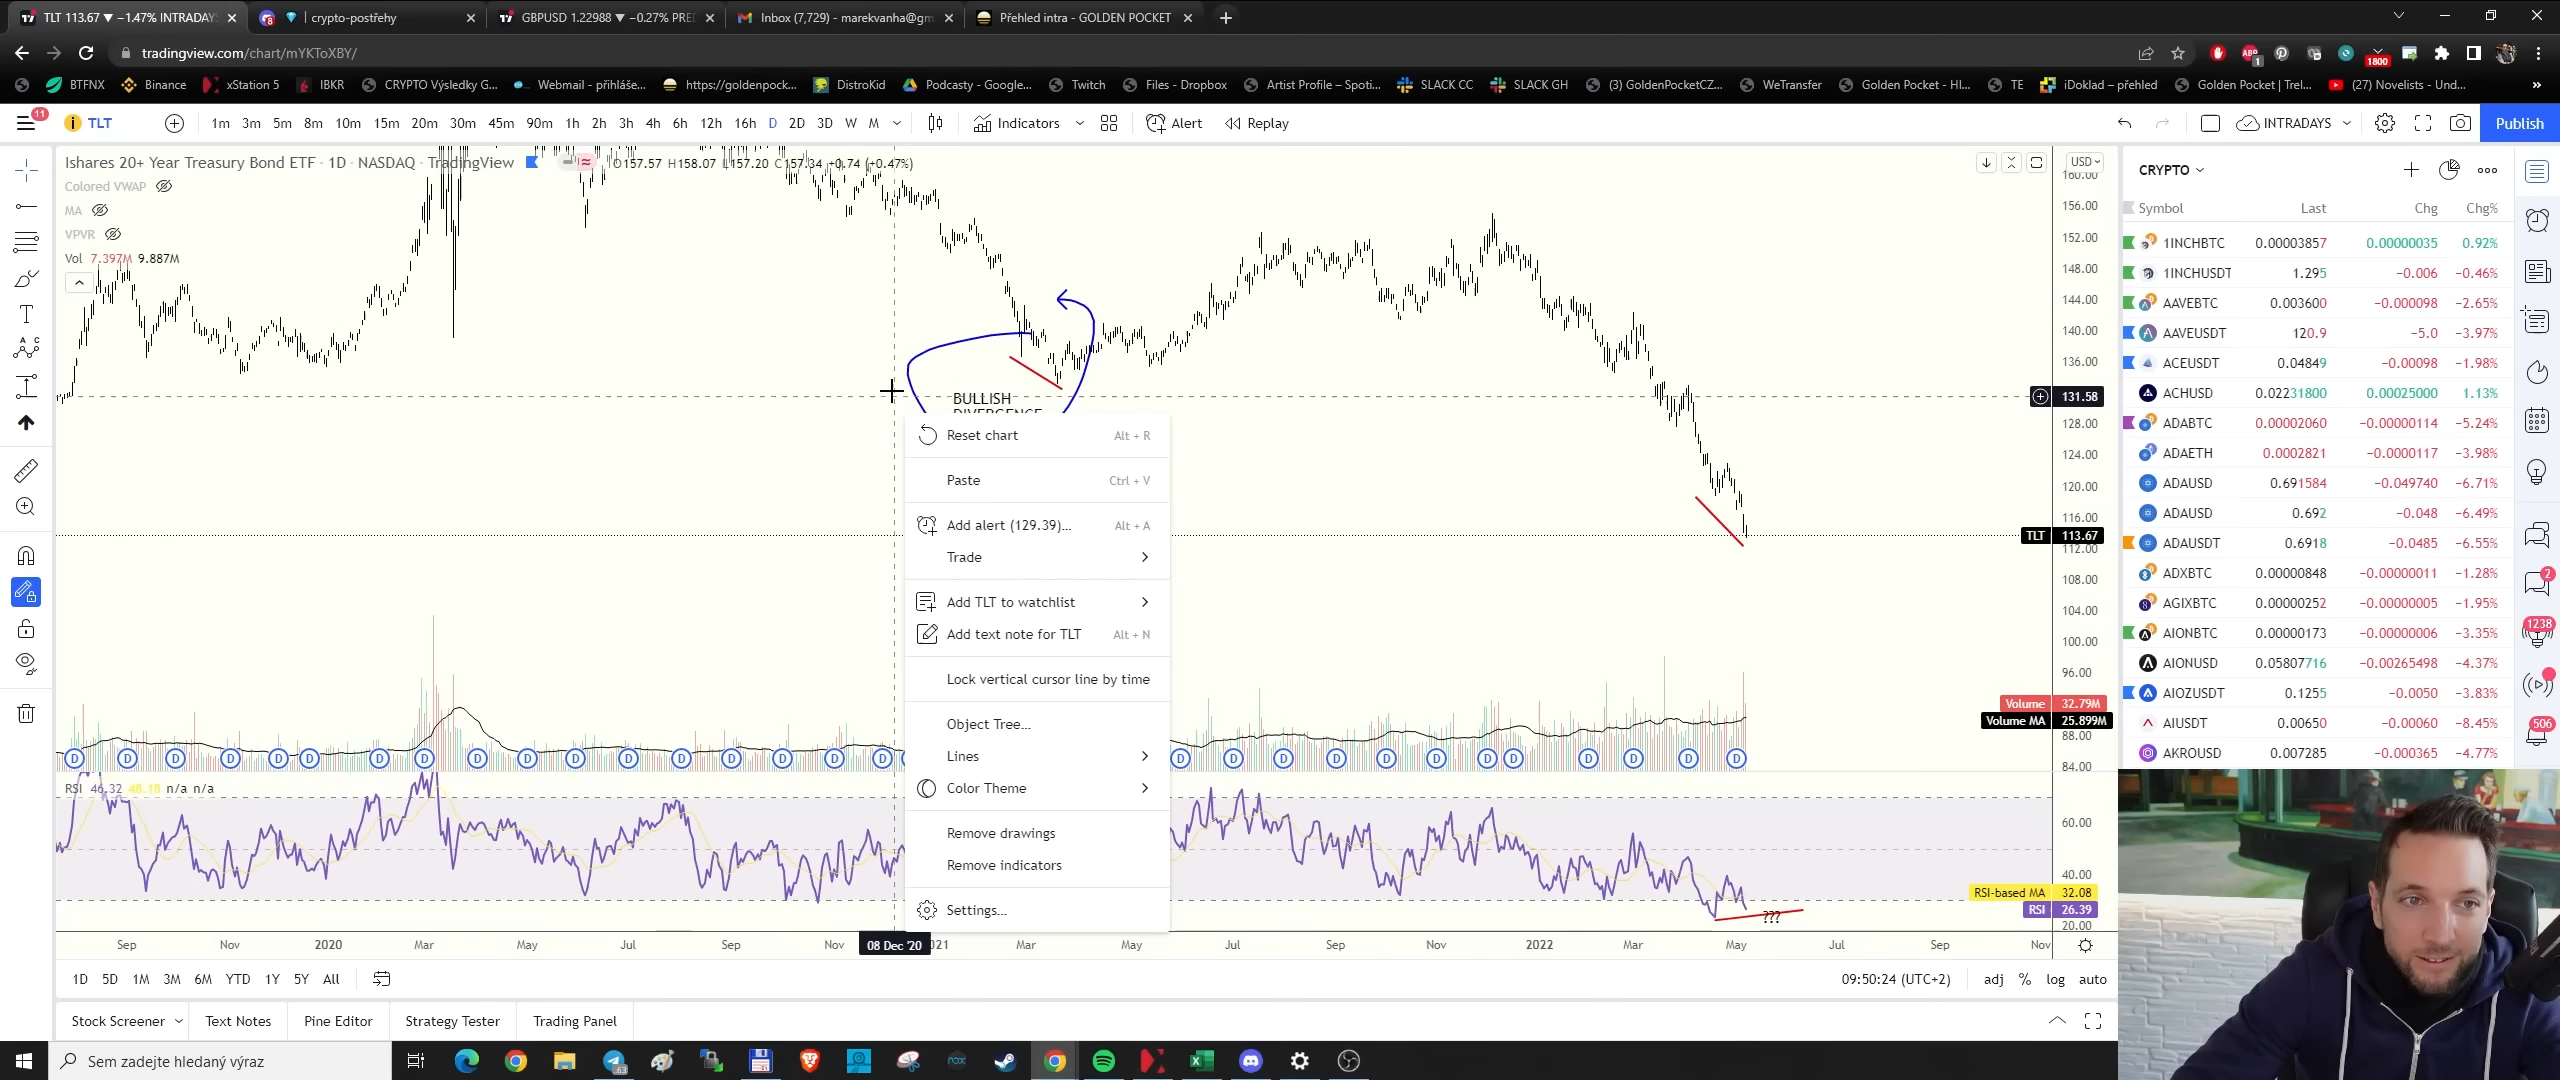 TLT 113.67 ▼ −1.47% INTRADAYS
| crypto-postřehy
GBPUSD 1.22988 ▼ −0.27% PRED
Inbox (7,729) - marekvanha@gm
Přehled intra - GOLDEN POCKET
tradingview.com/chart/mYKToXBY/
1800
BTFNX
Binance
xStation 5
IBKR
CRYPTO Výsledky G...
Webmail - přihláše...
https://goldenpock...
DistroKid
Podcasty - Google...
Twitch
Files - Dropbox
Artist Profile – Spoti...
SLACK CC
SLACK GH
(3) GoldenPocketCZ...
WeTransfer
Golden Pocket - Hl...
TE
iDoklad – přehled
Golden Pocket | Trel...
(27) Novelists - Und...
11
TLT
1m 3m 5m 8m 10m 15m 20m 30m 45m 90m 1h 2h 3h 4h 6h 12h 16h D 2D 3D W M
Indicators
Alert
Replay
INTRADAYS
Publish
Ishares 20+ Year Treasury Bond ETF · 1D · NASDAQ · TradingView
O157.57 H158.07 L157.20 C157.34 +0.74 (+0.47%)
Colored VWAP
MA
VPVR
Vol 7.397M 9.887M
USD
160.00
156.00
152.00
148.00
144.00
140.00
136.00
131.58
128.00
124.00
120.00
116.00
TLT 113.67
112.00
108.00
104.00
100.00
96.00
Volume 32.79M
Volume MA 25.899M
88.00
84.00
BULLISH
DIVERGENCE
Reset chart Alt + R
Paste Ctrl + V
Add alert (129.39)... Alt + A
Trade
Add TLT to watchlist
Add text note for TLT Alt + N
Lock vertical cursor line by time
Object Tree...
Lines
Color Theme
Remove drawings
Remove indicators
Settings...
RSI 46.32 48.18 n/a n/a
60.00
40.00
RSI-based MA 32.08
RSI 26.39
20.00
???
Sep Nov 2020 Mar May Jul Sep Nov 08 Dec '20 Mar May Jul Sep Nov 2022 Mar May Jul Sep Nov
1D 5D 1M 3M 6M YTD 1Y 5Y All
09:50:24 (UTC+2)
adj % log auto
Stock Screener
Text Notes
Pine Editor
Strategy Tester
Trading Panel
CRYPTO
Symbol Last Chg Chg%
1INCHBTC 0.00003857 0.00000035 0.92%
1INCHUSDT 1.295 −0.006 −0.46%
AAVEBTC 0.003600 −0.000098 −2.65%
AAVEUSDT 120.9 −5.0 −3.97%
ACEUSDT 0.04849 −0.00098 −1.98%
ACHUSD 0.02231800 0.00025000 1.13%
ADABTC 0.00002060 −0.00000114 −5.24%
ADAETH 0.0002821 −0.0000117 −3.98%
ADAUSD 0.691584 −0.049740 −6.71%
ADAUSD 0.692 −0.048 −6.49%
ADAUSDT 0.6918 −0.0485 −6.55%
ADXBTC 0.00000848 −0.00000011 −1.28%
AGIXBTC 0.00000252 −0.00000005 −1.95%
AIONBTC 0.00000173 −0.00000006 −3.35%
AIONUSD 0.05807716 −0.00265498 −4.37%
AIOZUSDT 0.1255 −0.0050 −3.83%
AIUSDT 0.00650 −0.00060 −8.45%
AKROUSD 0.007285 −0.000365 −4.77%
2
1238
506
Sem zadejte hledaný výraz